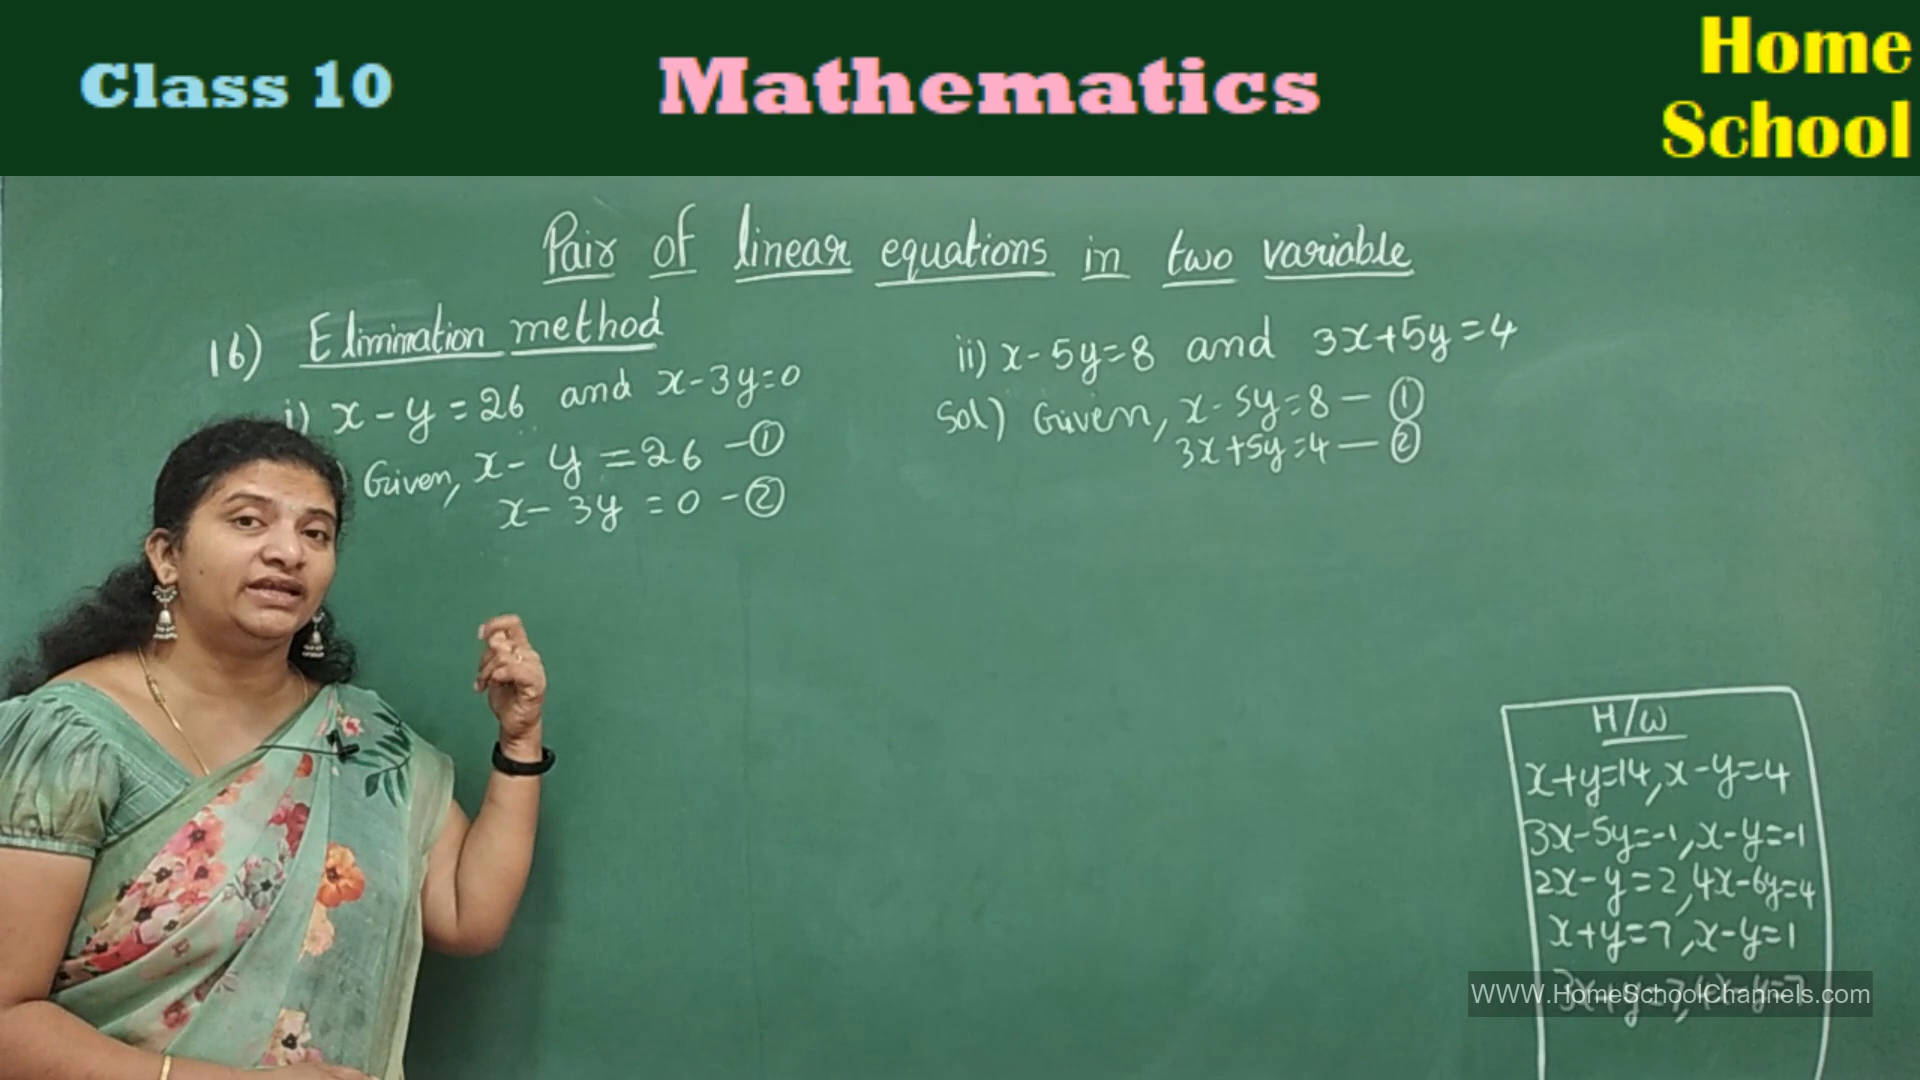 Class 10
Mathematics
Home
School
Pair of linear equations in two variable
16) Elimination method
i) x - y = 26 and x - 3y = 0
Given, x - y = 26 - ①
x - 3y = 0 - ②
ii) x - 5y = 8 and 3x + 5y = 4
Sol) Given, x - 5y = 8 - ①
3x + 5y = 4 - ②
H/W
x+y=14, x-y=4
3x-5y=-1, x-y=-1
2x-y=2, 4x-6y=4
x+y=7, x-y=1
WWW.HomeSchoolChannels.com